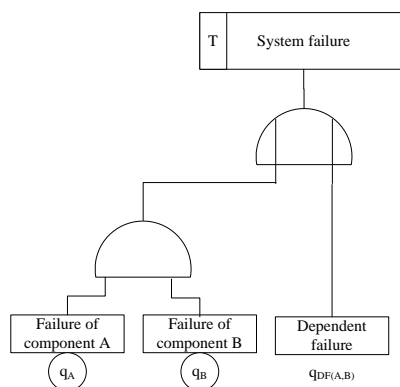 T
System failure
Failure of
component A
Failure of
component B
Dependent
failure
qA
qB
qDF(A,B)